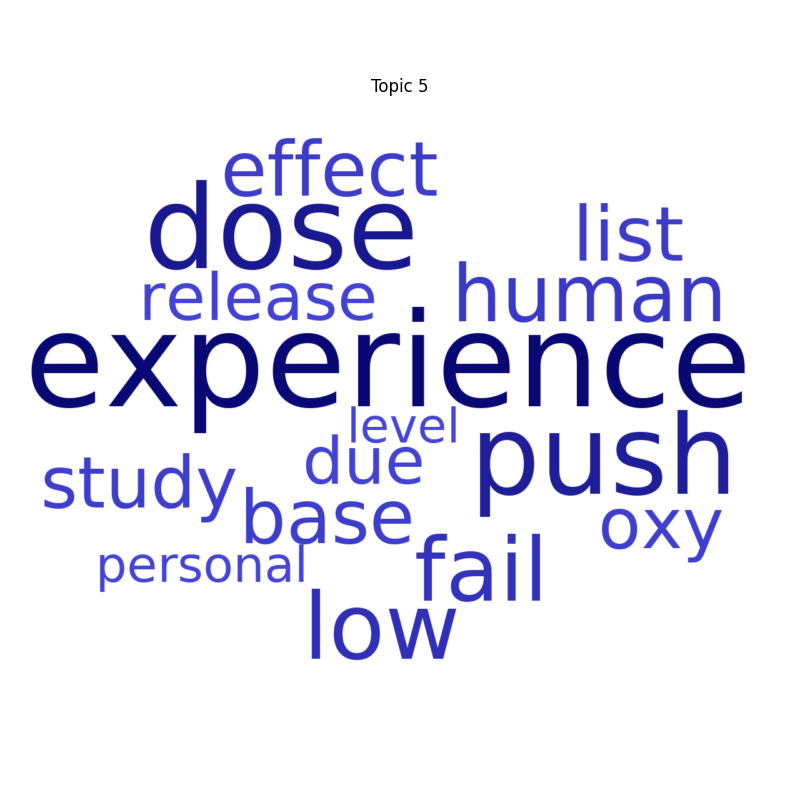 Topic 5
effect
dose
list
release
human
experience
level
push
due
study
base
oxy
personal
fail
low